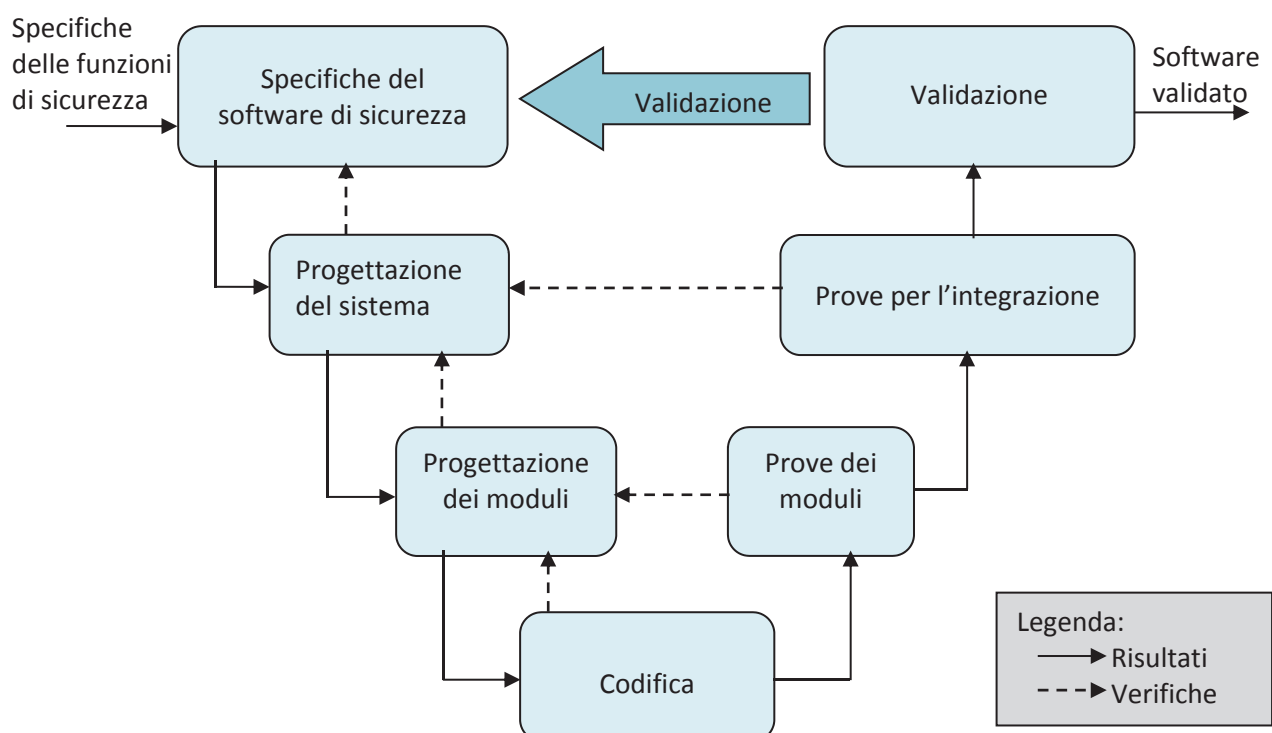 Specifiche
delle funzioni
di sicurezza
Specifiche del
software di sicurezza
Validazione
Validazione
Software
validato
Progettazione
del sistema
Prove per l’integrazione
Progettazione
dei moduli
Prove dei
moduli
Codifica
Legenda:
Risultati
Verifiche